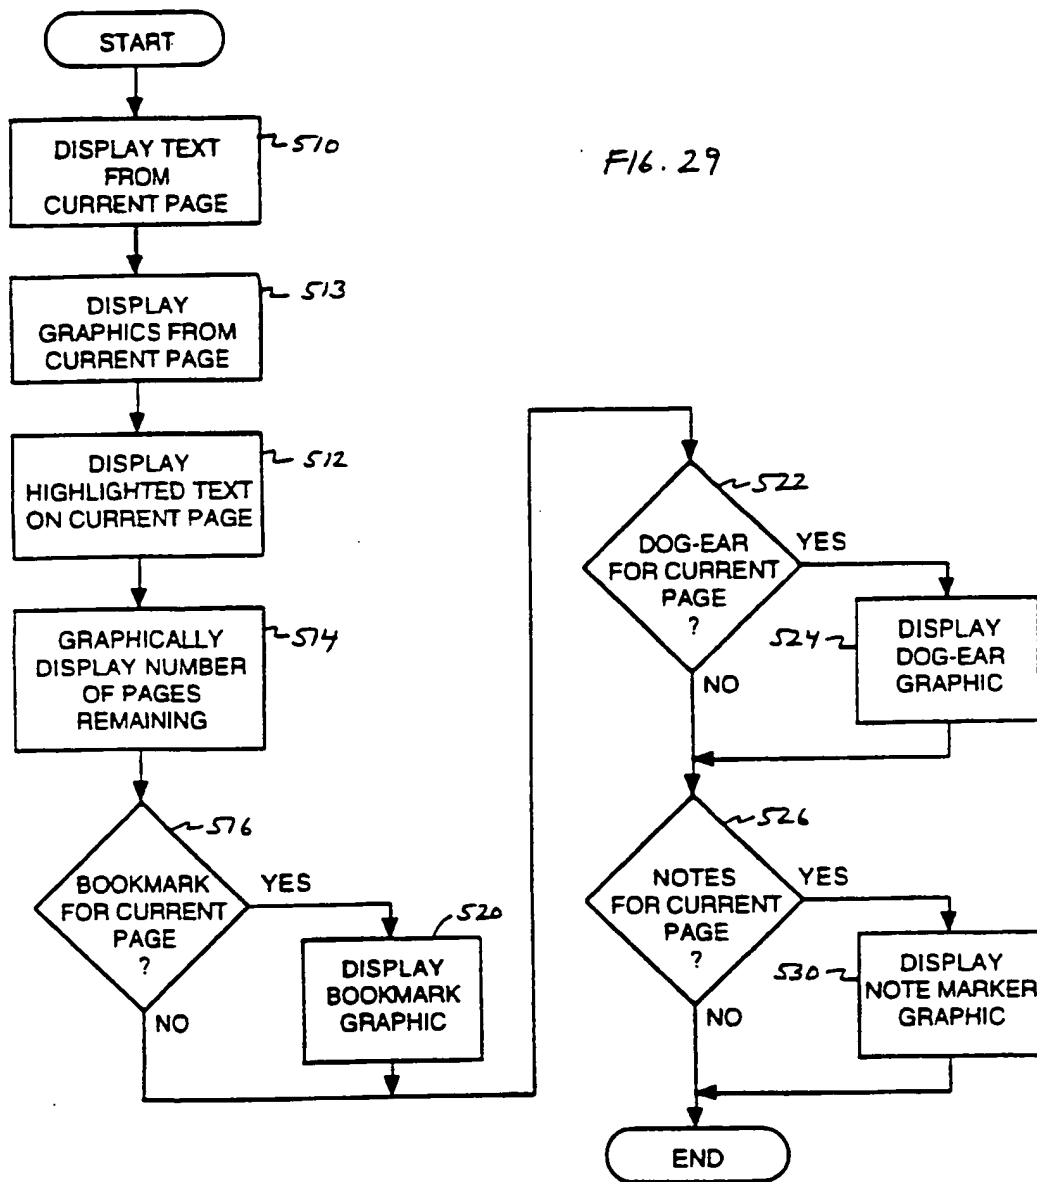 START
DISPLAY TEXT
FROM
CURRENT PAGE
510
FIG. 29
DISPLAY
GRAPHICS FROM
CURRENT PAGE
513
DISPLAY
HIGHLIGHTED TEXT
ON CURRENT PAGE
512
GRAPHICALLY
DISPLAY NUMBER
OF PAGES
REMAINING
514
516
BOOKMARK
FOR CURRENT
PAGE
?
YES
NO
520
DISPLAY
BOOKMARK
GRAPHIC
522
DOG-EAR
FOR CURRENT
PAGE
?
YES
NO
524
DISPLAY
DOG-EAR
GRAPHIC
526
NOTES
FOR CURRENT
PAGE
?
YES
NO
530
DISPLAY
NOTE MARKER
GRAPHIC
END